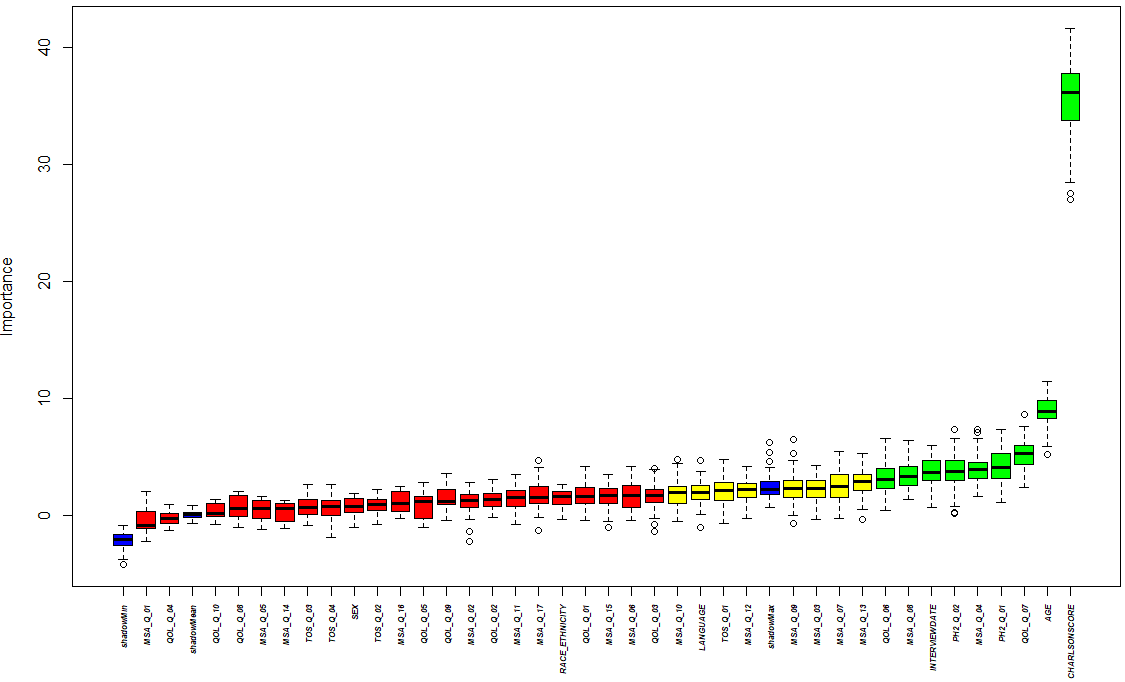 Importance
40
30
20
10
0
shadowMin
MSA_Q_01
QOL_Q_04
shadowMean
QOL_Q_10
QOL_Q_08
MSA_Q_05
MSA_Q_14
TOS_Q_03
TOS_Q_04
SEX
TOS_Q_02
MSA_Q_16
QOL_Q_05
QOL_Q_09
MSA_Q_02
QOL_Q_02
MSA_Q_11
MSA_Q_17
RACE_ETHNICITY
QOL_Q_01
MSA_Q_15
MSA_Q_06
QOL_Q_03
MSA_Q_10
LANGUAGE
TOS_Q_01
MSA_Q_12
shadowMax
MSA_Q_09
MSA_Q_03
MSA_Q_07
MSA_Q_13
QOL_Q_06
MSA_Q_08
INTERVIEWDATE
PH2_Q_02
MSA_Q_04
PH2_Q_01
QOL_Q_07
AGE
CHARLSONSCORE